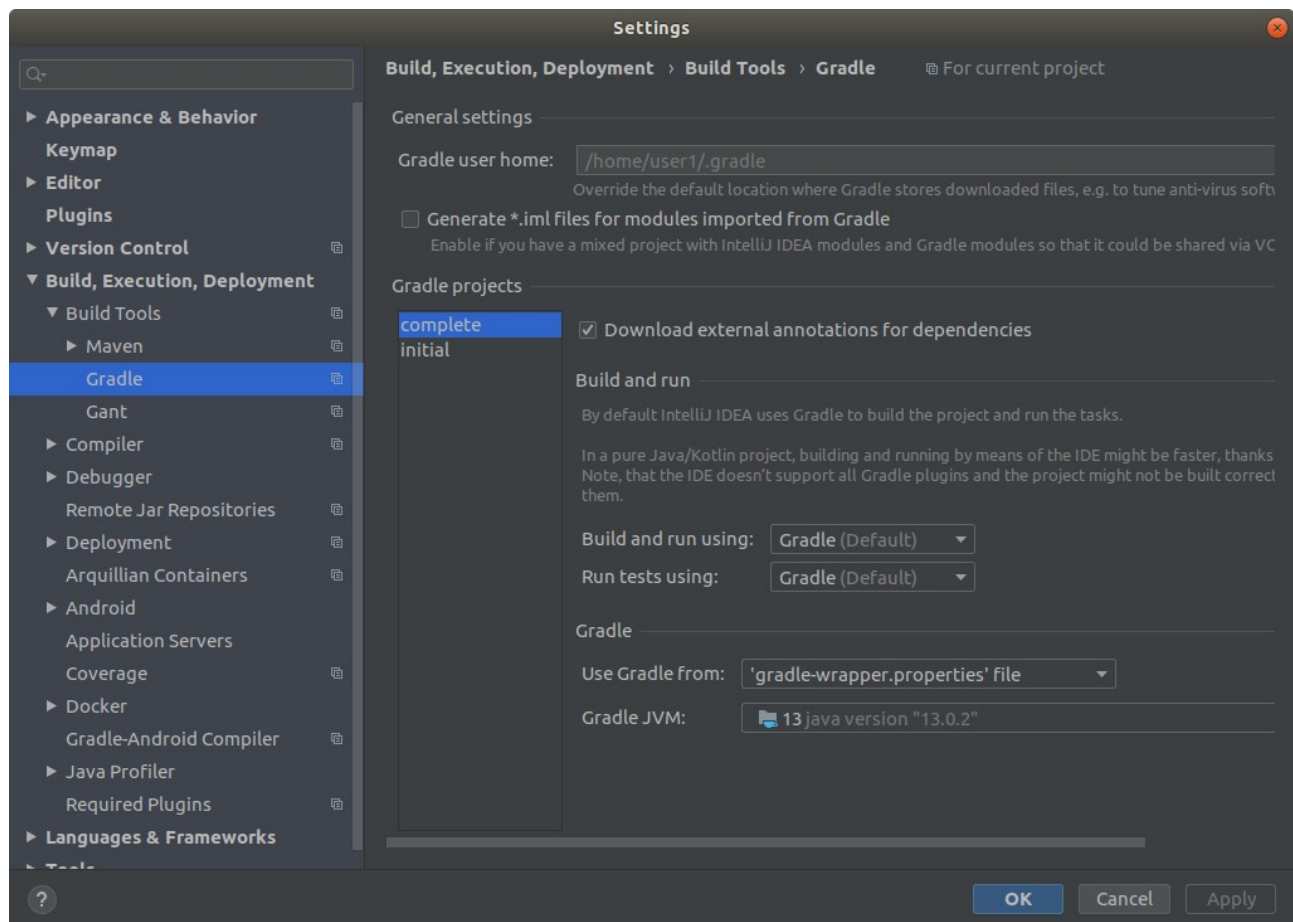 Settings
Build, Execution, Deployment › Build Tools › Gradle For current project
Appearance & Behavior
Keymap
Editor
Plugins
Version Control
Build, Execution, Deployment
Build Tools
Maven
Gradle
Gant
Compiler
Debugger
Remote Jar Repositories
Deployment
Arquillian Containers
Android
Application Servers
Coverage
Docker
Gradle-Android Compiler
Java Profiler
Required Plugins
Languages & Frameworks
Tools
General settings
Gradle user home: /home/user1/.gradle
Override the default location where Gradle stores downloaded files, e.g. to tune anti-virus
Generate *.iml files for modules imported from Gradle
Enable if you have a mixed project with IntelliJ IDEA modules and Gradle modules so that it could be shared via VC
Gradle projects
complete
initial
Download external annotations for dependencies
Build and run
By default IntelliJ IDEA uses Gradle to build the project and run the tasks.
In a pure Java/Kotlin project, building and running by means of the IDE might be faster, thanks
Note, that the IDE doesn't support all Gradle plugins and the project might not be built correct
them.
Build and run using: Gradle (Default)
Run tests using: Gradle (Default)
Gradle
Use Gradle from: 'gradle-wrapper.properties' file
Gradle JVM: 13 java version "13.0.2"
? OK Cancel Apply